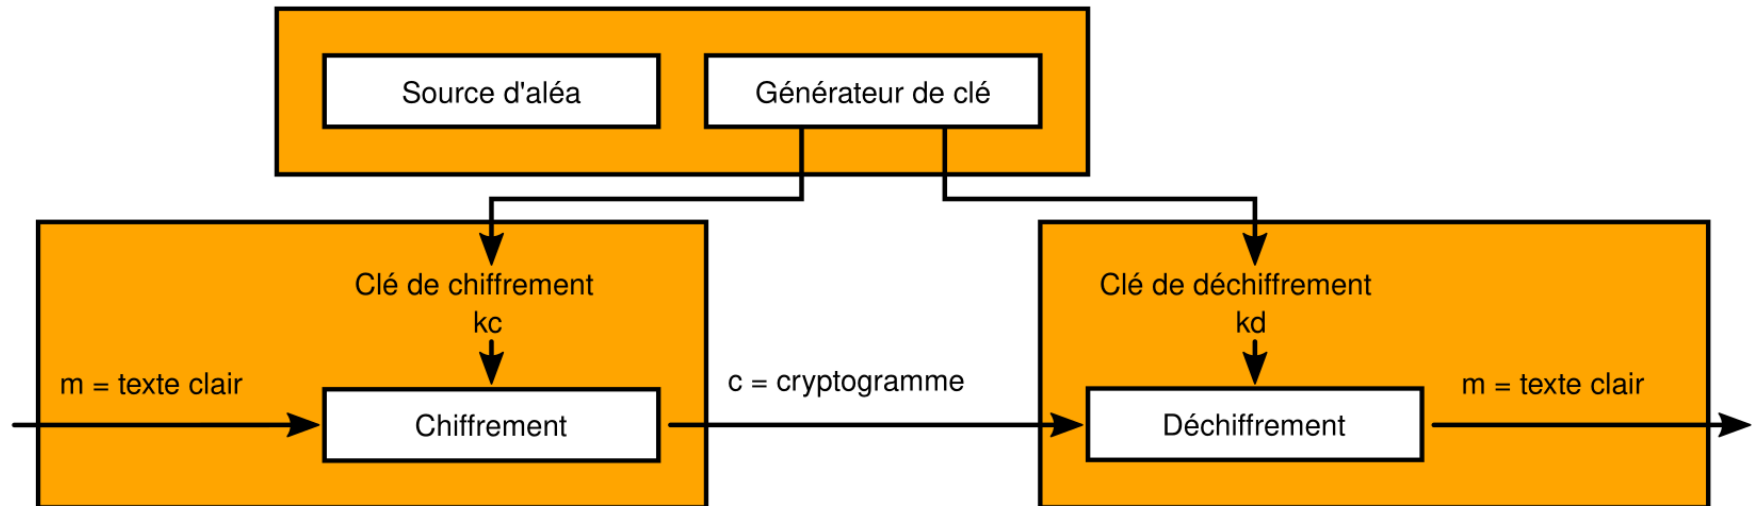 Source d'aléa
Générateur de clé
Clé de chiffrement
kc
Clé de déchiffrement
kd
m = texte clair
c = cryptogramme
m = texte clair
Chiffrement
Déchiffrement